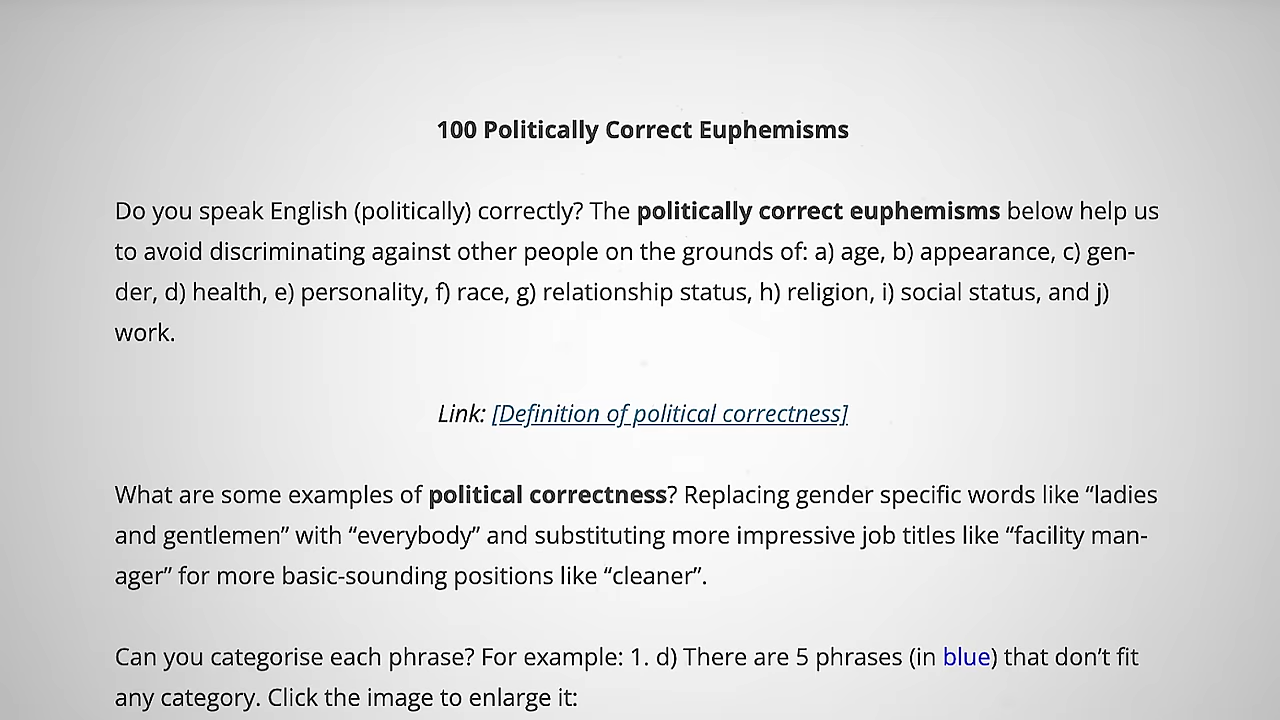 100 Politically Correct Euphemisms
Do you speak English (politically) correctly? The politically correct euphemisms below help us
to avoid discriminating against other people on the grounds of: a) age, b) appearance, c) gen-
der, d) health, e) personality, f) race, g) relationship status, h) religion, i) social status, and j)
work.
Link: [Definition of political correctness]
What are some examples of political correctness? Replacing gender specific words like “ladies
and gentlemen” with “everybody” and substituting more impressive job titles like “facility man-
ager” for more basic-sounding positions like “cleaner”.
Can you categorise each phrase? For example: 1. d) There are 5 phrases (in blue) that don’t fit
any category. Click the image to enlarge it: